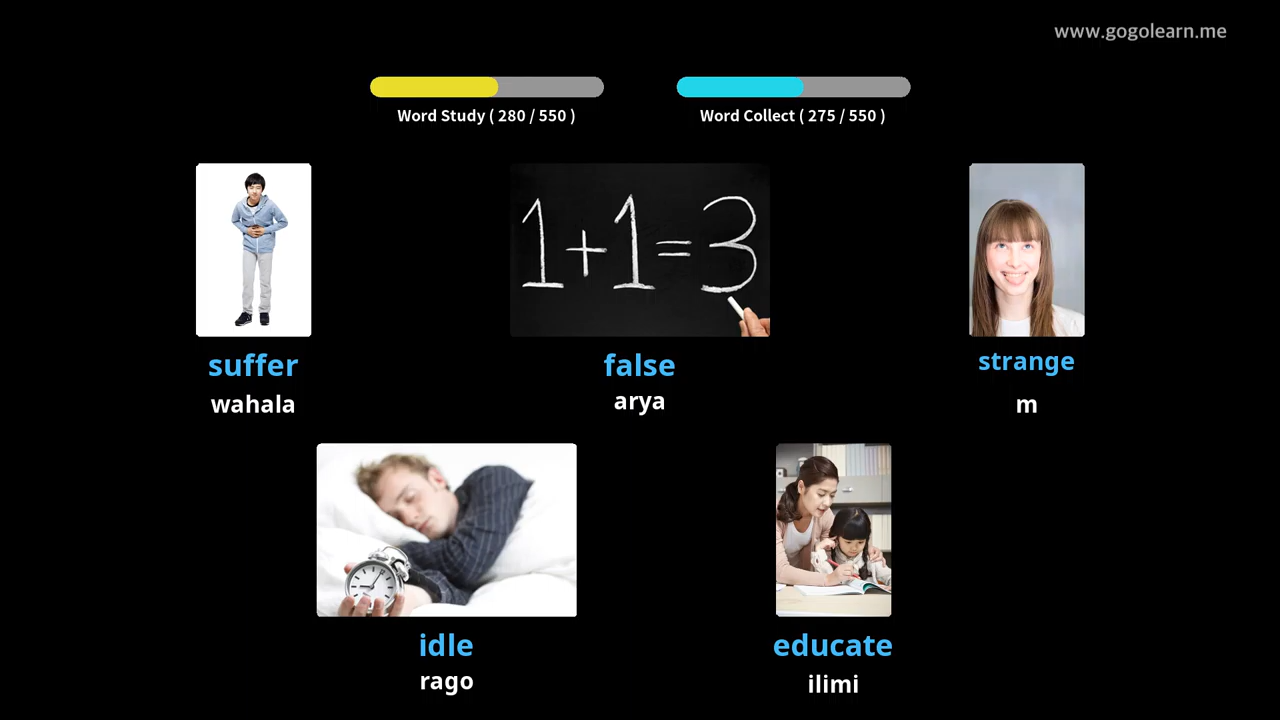 www.gogolearn.me
Word Study ( 280 / 550 )
Word Collect ( 275 / 550 )
1+1=3
suffer
wahala
false
arya
strange
m
idle
rago
educate
ilimi